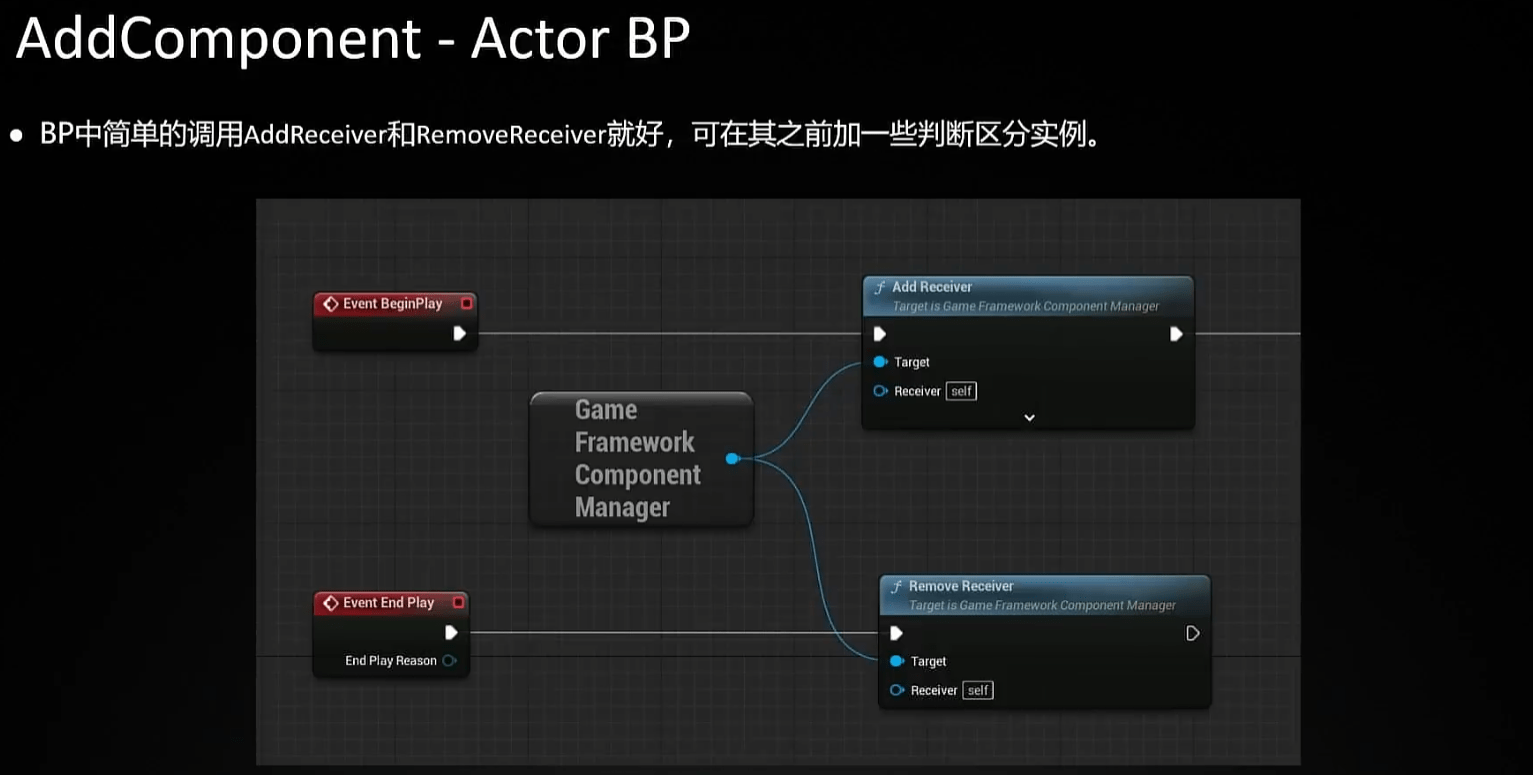 AddComponent - Actor BP
● BP中简单的调用AddReceiver和RemoveReceiver就好，可在其之前加一些判断区分实例。
Event BeginPlay
Game
Framework
Component
Manager
Add Receiver
Target is Game Framework Component Manager
Target
Receiver self
Event End Play
End Play Reason
Remove Receiver
Target is Game Framework Component Manager
Target
Receiver self